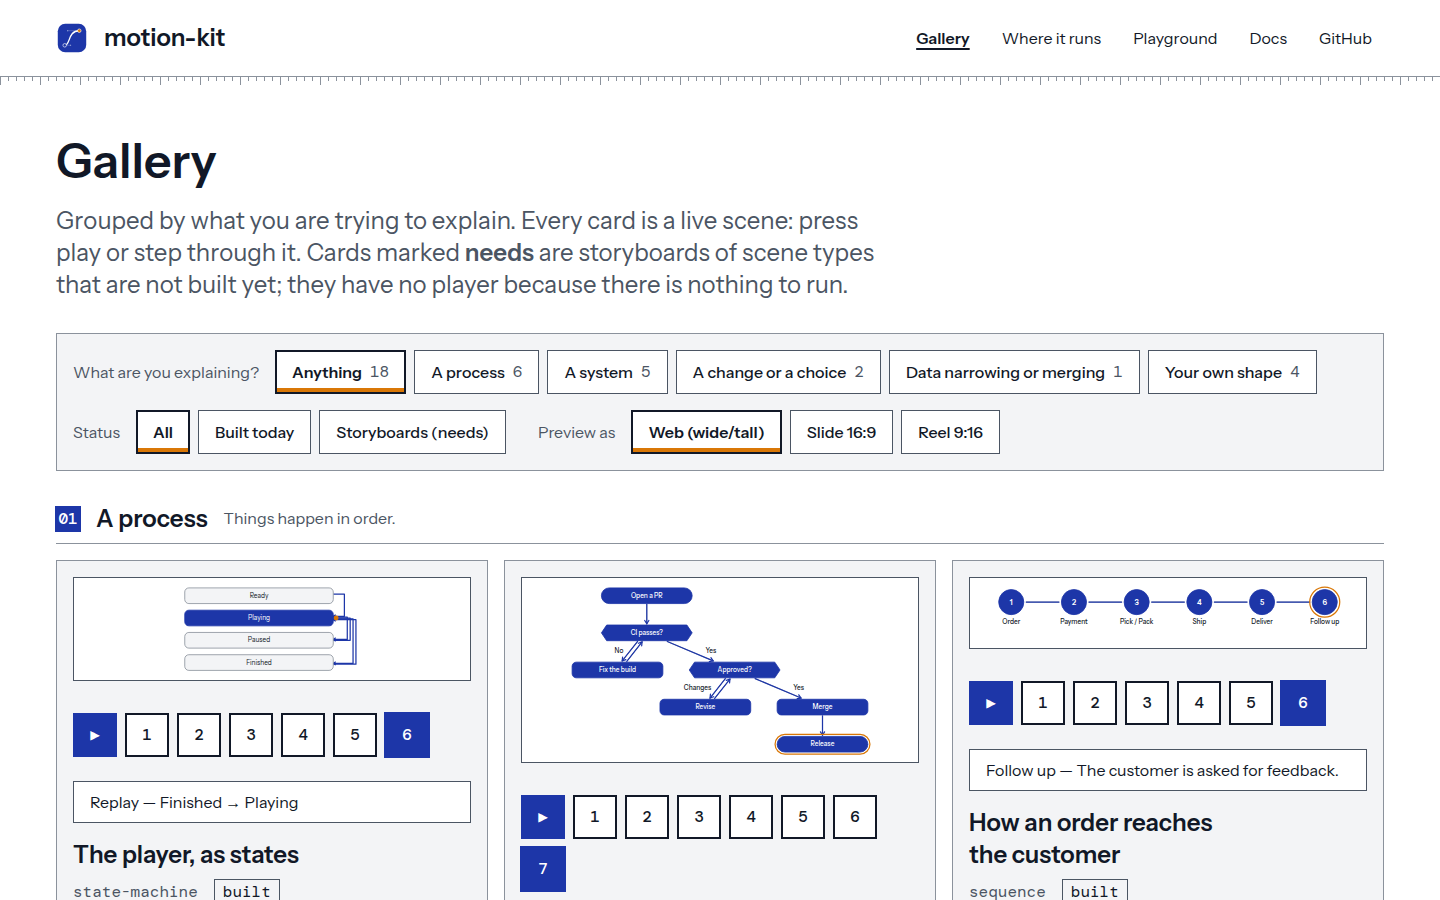 motion-kit
Gallery
Where it runs
Playground
Docs
GitHub
Gallery
Grouped by what you are trying to explain. Every card is a live scene: press
play or step through it. Cards marked needs are storyboards of scene types
that are not built yet; they have no player because there is nothing to run.
What are you explaining?
Anything 18
A process 6
A system 5
A change or a choice 2
Data narrowing or merging 1
Your own shape 4
Status
All
Built today
Storyboards (needs)
Preview as
Web (wide/tall)
Slide 16:9
Reel 9:16
01 A process Things happen in order.
Ready
Playing
Paused
Finished
▶ 1 2 3 4 5 6
Replay — Finished → Playing
The player, as states
state-machine built
Open a PR
CI passes?
No
Yes
Fix the build
Approved?
Changes
Yes
Revise
Merge
Release
▶ 1 2 3 4 5 6
7
1 2 3 4 5 6
Order Payment Pick / Pack Ship Deliver Follow up
▶ 1 2 3 4 5 6
Follow up — The customer is asked for feedback.
How an order reaches
the customer
sequence built